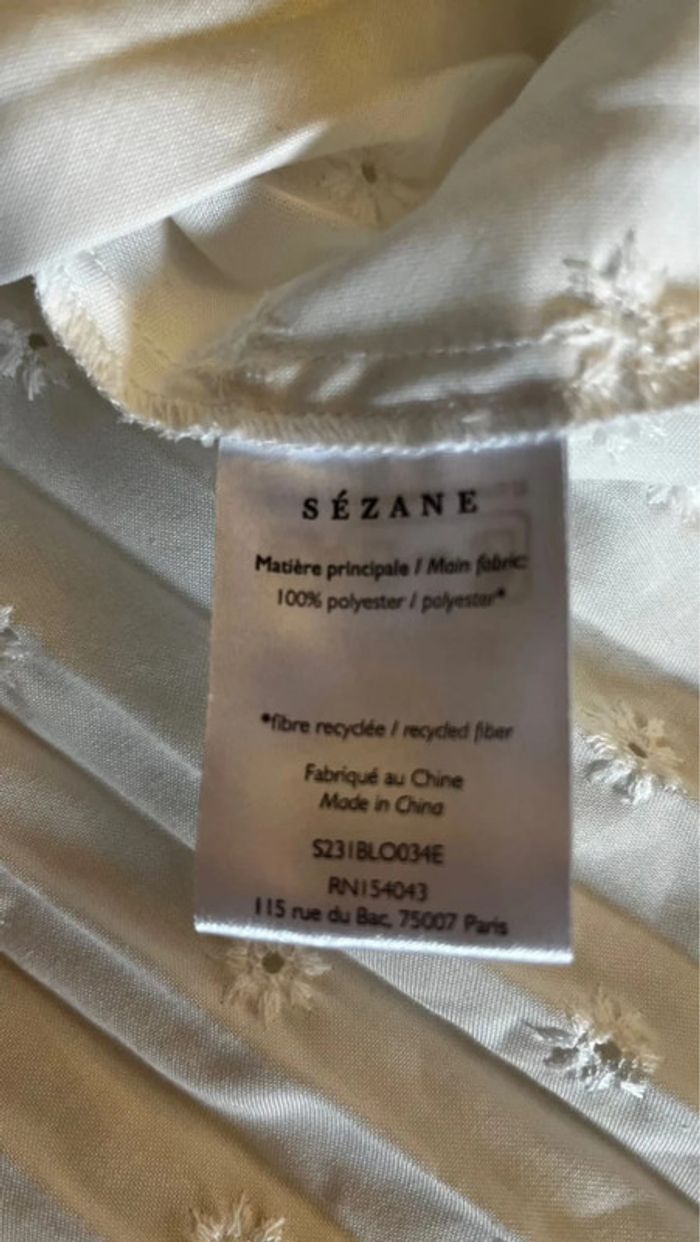 SÉZANE
Matière principale / Main fabric:
100% polyester / polyester*
*fibre recyclée / recycled fiber
Fabriqué au Chine
Made in China
S231BLO034E
RN154043
115 rue du Bac, 75007 Paris